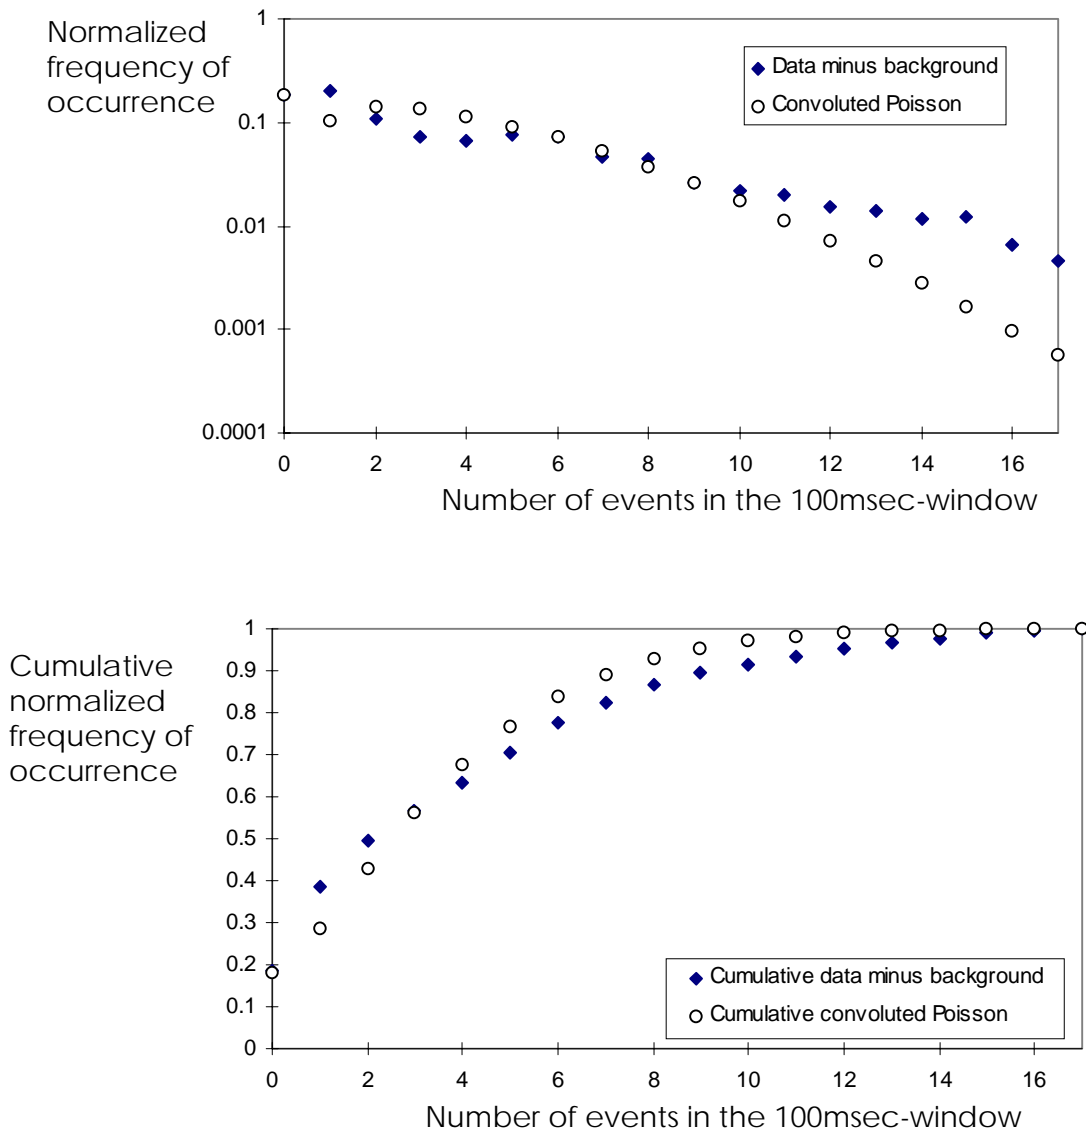 Normalized
frequency of
occurrence
1
0.1
0.01
0.001
0.0001
Data minus background
Convoluted Poisson
0 2 4 6 8 10 12 14 16
Number of events in the 100msec-window
Cumulative
normalized
frequency of
occurrence
1
0.9
0.8
0.7
0.6
0.5
0.4
0.3
0.2
0.1
0
Cumulative data minus background
Cumulative convoluted Poisson
0 2 4 6 8 10 12 14 16
Number of events in the 100msec-window